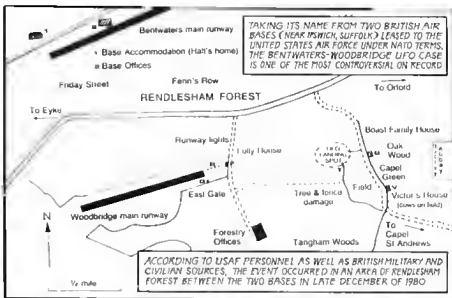 Bentwaters main runway
TAKING ITS NAME FROM TWO BRITISH AIR
BASES (NEAR IPSWICH, SUFFOLK) LEASED TO THE
UNITED STATES AIR FORCE UNDER NATO TERMS,
THE BENTWATERS-WOODBRIDGE UFO CASE
IS ONE OF THE MOST CONTROVERSIAL ON RECORD
Base Accommodation (Halt's home)
Base Offices
Friday Street
Fenn's Row
To Orford
RENDLESHAM FOREST
To Eyke
Boast Family House
Runway lights
Folly House
UFO
LANDING
SPOT
Oak
Wood
Capel
Green
East Gate
Tree & fence
damage
Field
Victor's House
(cows on field)
Woodbridge main runway
N
Forestry
Offices
To
Capel
St Andrews
Tangham Woods
½ mile
ACCORDING TO USAF PERSONNEL AS WELL AS BRITISH MILITARY AND
CIVILIAN SOURCES, THE EVENT OCCURRED IN AN AREA OF RENDLESHAM
FOREST BETWEEN THE TWO BASES IN LATE DECEMBER OF 1980